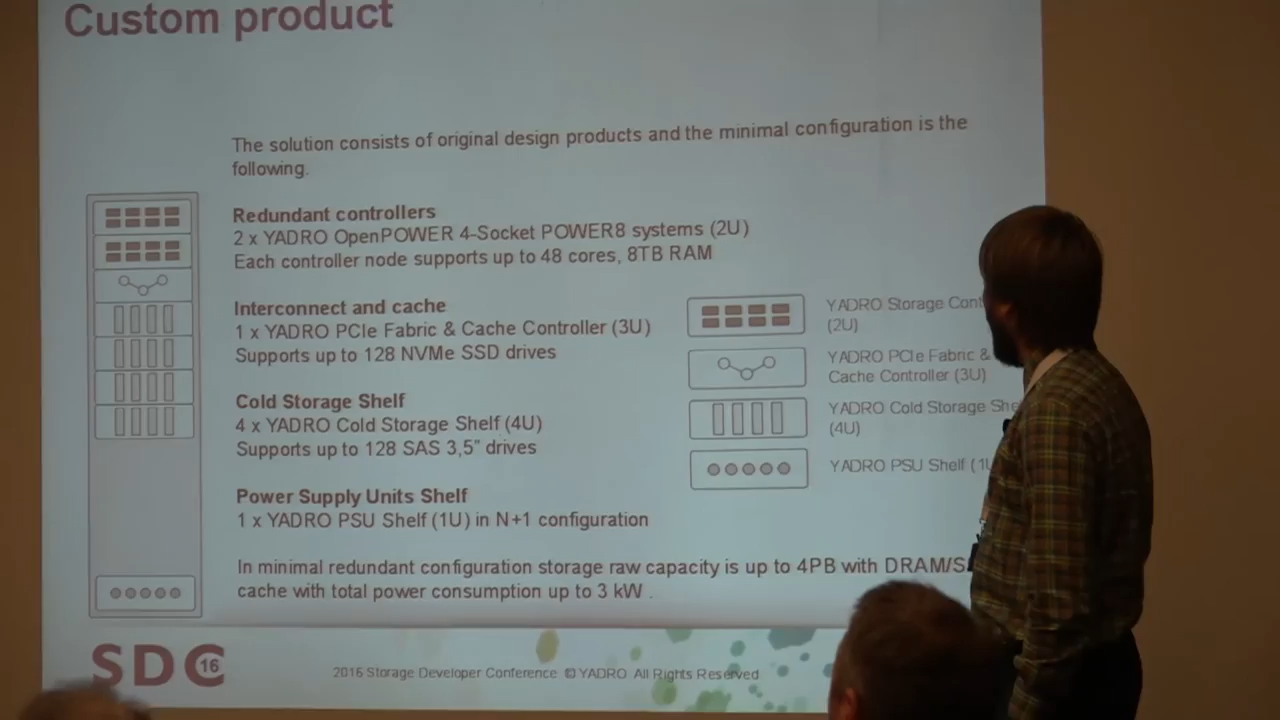 Custom product
The solution consists of original design products and the minimal configuration is the
following.
Redundant controllers
2 x YADRO OpenPOWER 4-Socket POWER8 systems (2U)
Each controller node supports up to 48 cores, 8TB RAM
Interconnect and cache
1 x YADRO PCIe Fabric & Cache Controller (3U)
Supports up to 128 NVMe SSD drives
Cold Storage Shelf
4 x YADRO Cold Storage Shelf (4U)
Supports up to 128 SAS 3,5" drives
Power Supply Units Shelf
1 x YADRO PSU Shelf (1U) in N+1 configuration
YADRO Storage Cont
(2U)
YADRO PCIe Fabric &
Cache Controller (3U)
YADRO Cold Storage She
(4U)
YADRO PSU Shelf (1U
In minimal redundant configuration storage raw capacity is up to 4PB with DRAM/S
cache with total power consumption up to 3 kW .
SDC 16
2016 Storage Developer Conference © YADRO All Rights Reserved